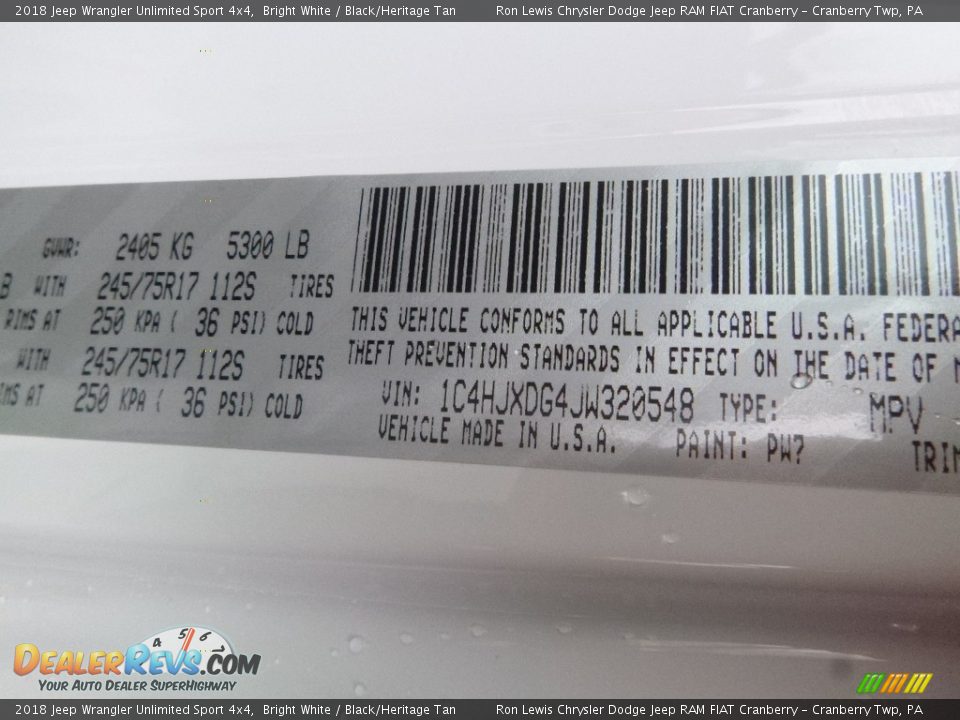 2018 Jeep Wrangler Unlimited Sport 4x4, Bright White / Black/Heritage Tan Ron Lewis Chrysler Dodge Jeep RAM FIAT Cranberry – Cranberry Twp, PA
GVWR: 2405 KG 5300 LB
B WITH 245/75R17 112S TIRES
RIMS AT 250 KPA ( 36 PSI) COLD
WITH 245/75R17 112S TIRES
IMS AT 250 KPA ( 36 PSI) COLD
THIS VEHICLE CONFORMS TO ALL APPLICABLE U.S.A. FEDERA
THEFT PREVENTION STANDARDS IN EFFECT ON THE DATE OF M
VIN: 1C4HJXDG4JW320548 TYPE: MPV
VEHICLE MADE IN U.S.A. PAINT: PW7 TRIM
4 5 6
DEALERREVS.COM
YOUR AUTO DEALER SUPERHIGHWAY
2018 Jeep Wrangler Unlimited Sport 4x4, Bright White / Black/Heritage Tan Ron Lewis Chrysler Dodge Jeep RAM FIAT Cranberry – Cranberry Twp, PA